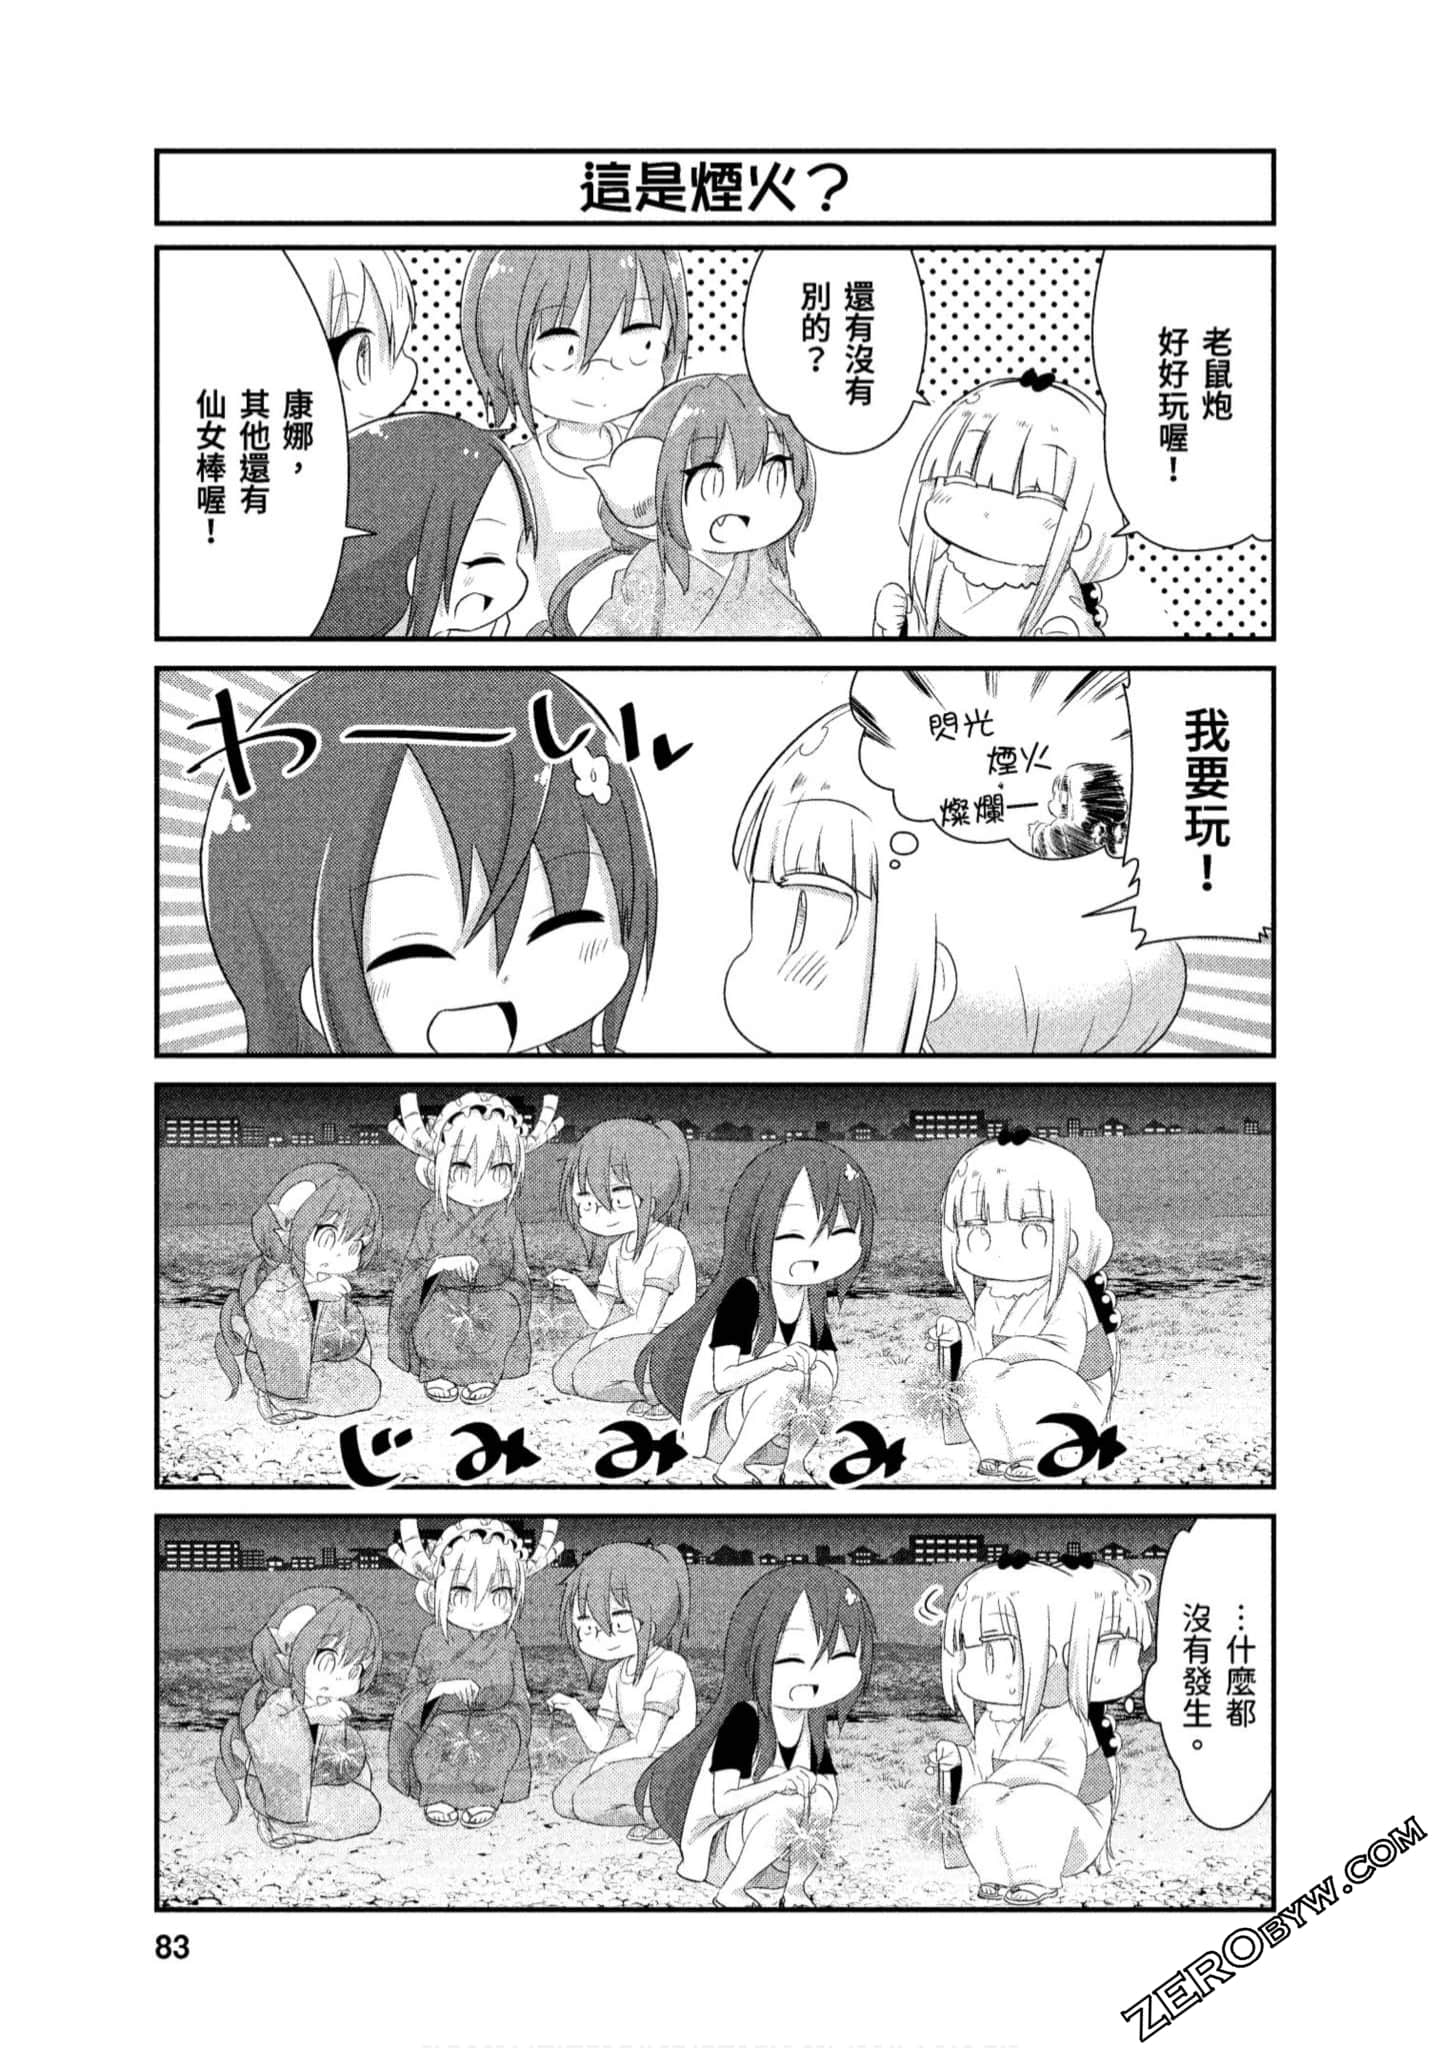 這是煙火？
老鼠炮
好好玩喔！
還有沒有
別的？
康娜，
其他還有
仙女棒喔！
我要玩！
閃光
煙火
燦爛—
わーいル
じみみみみ
…什麼都
沒有發生。
83
ZEROBYW.COM